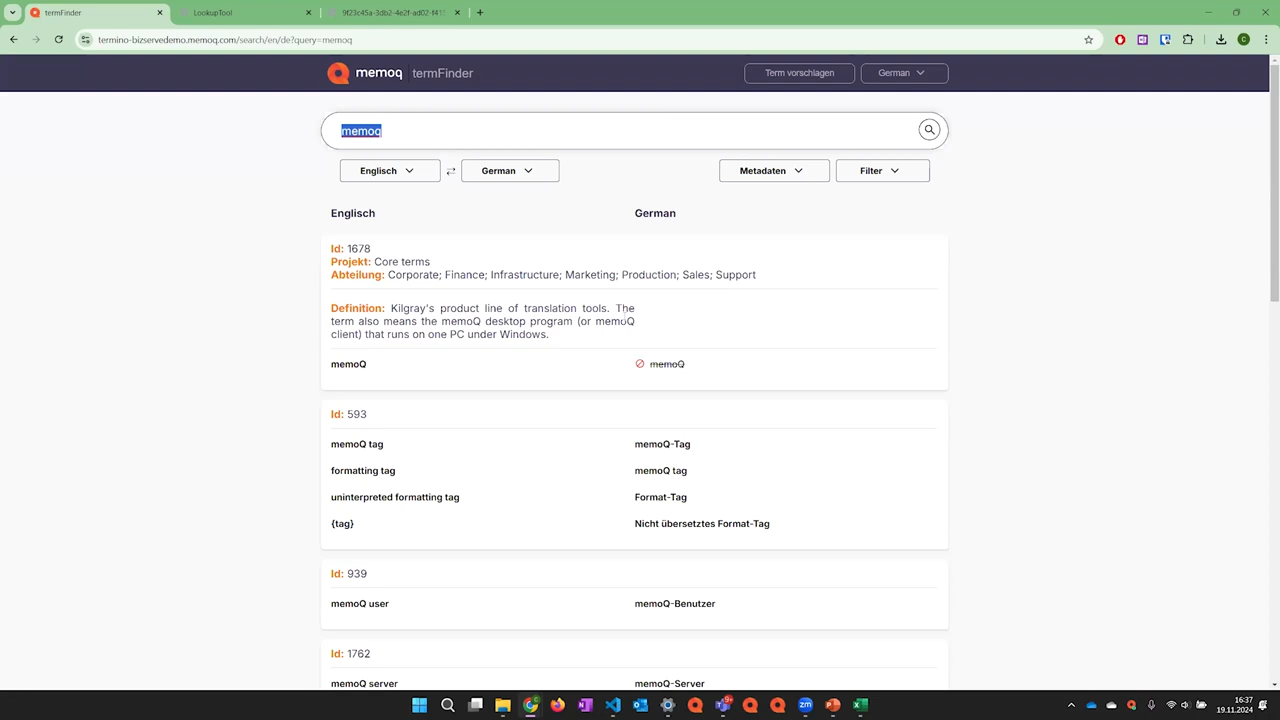 termFinder
LookupTool
termino-bizservedemo.memoq.com/search/en/de?query=memoq
memoq termFinder
Term vorschlagen
German
memoq
Englisch
German
Metadaten
Filter
Englisch German
Id: 1678
Projekt: Core terms
Abteilung: Corporate; Finance; Infrastructure; Marketing; Production; Sales; Support
Definition: Kilgray's product line of translation tools. The
term also means the memoQ desktop program (or memoQ
client) that runs on one PC under Windows.
memoQ memoQ
Id: 593
memoQ tag memoQ-Tag
formatting tag memoQ tag
uninterpreted formatting tag Format-Tag
{tag} Nicht übersetztes Format-Tag
Id: 939
memoQ user memoQ-Benutzer
Id: 1762
memoQ server memoQ-Server
16:37
19.11.2024